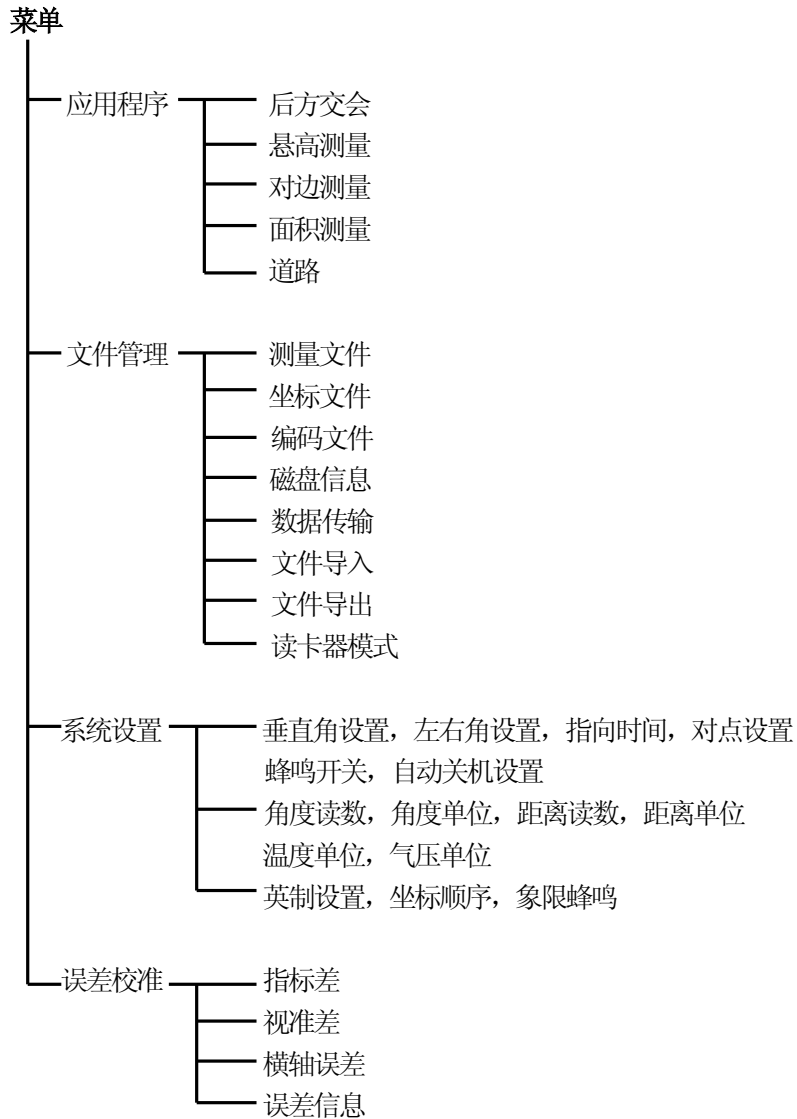 菜单
应用程序
后方交会
悬高测量
对边测量
面积测量
道路
文件管理
测量文件
坐标文件
编码文件
磁盘信息
数据传输
文件导入
文件导出
读卡器模式
系统设置
垂直角设置，左右角设置，指向时间，对点设置
蜂鸣开关，自动关机设置
角度读数，角度单位，距离读数，距离单位
温度单位，气压单位
英制设置，坐标顺序，象限蜂鸣
误差校准
指标差
视准差
横轴误差
误差信息